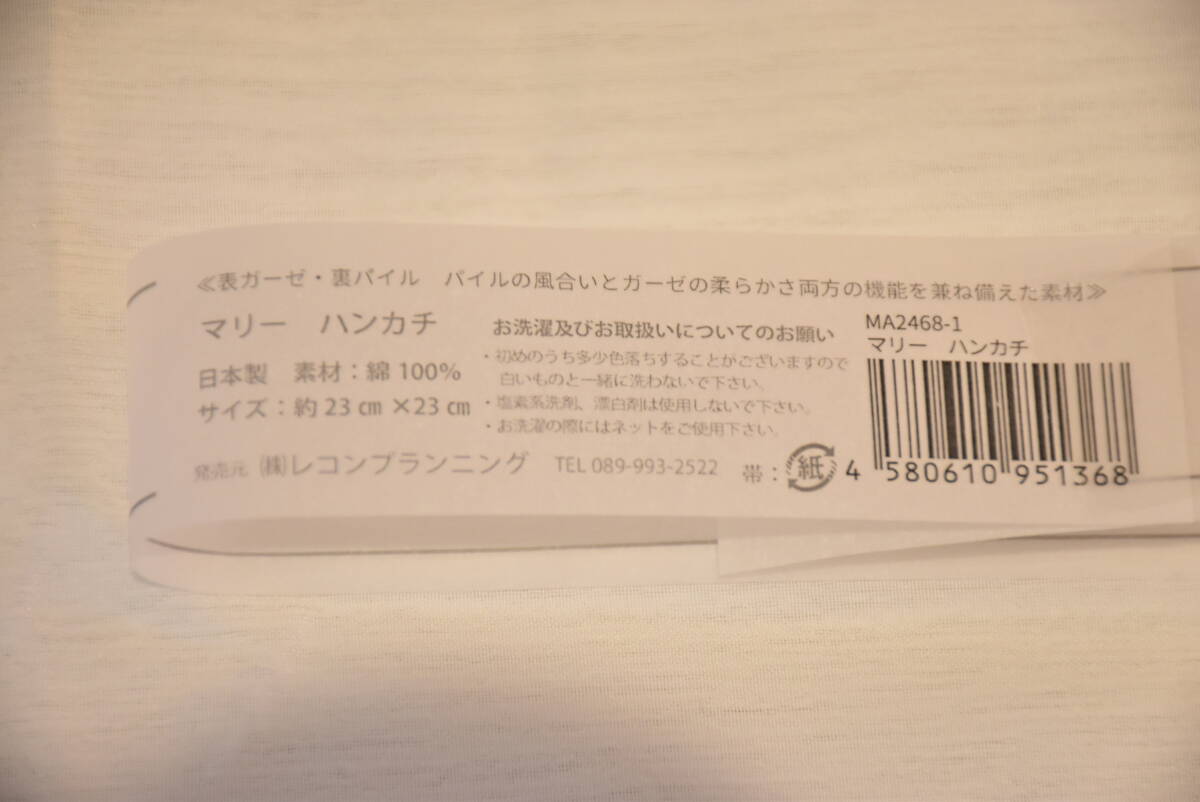 ≪表ガーゼ・裏パイル　パイルの風合いとガーゼの柔らかさ両方の機能を兼ね備えた素材≫
マリー　ハンカチ
日本製　素材：綿 100%
サイズ：約 23 ㎝ ×23 ㎝
お洗濯及びお取扱いについてのお願い
・初めのうち多少色落ちすることがございますので
白いものと一緒に洗わないで下さい。
・塩素系洗剤、漂白剤は使用しないで下さい。
・お洗濯の際にはネットをご使用下さい。
発売元　㈱レコンプランニング　TEL 089-993-2522
帯：紙
MA2468-1
マリー　ハンカチ
4 580610 951368